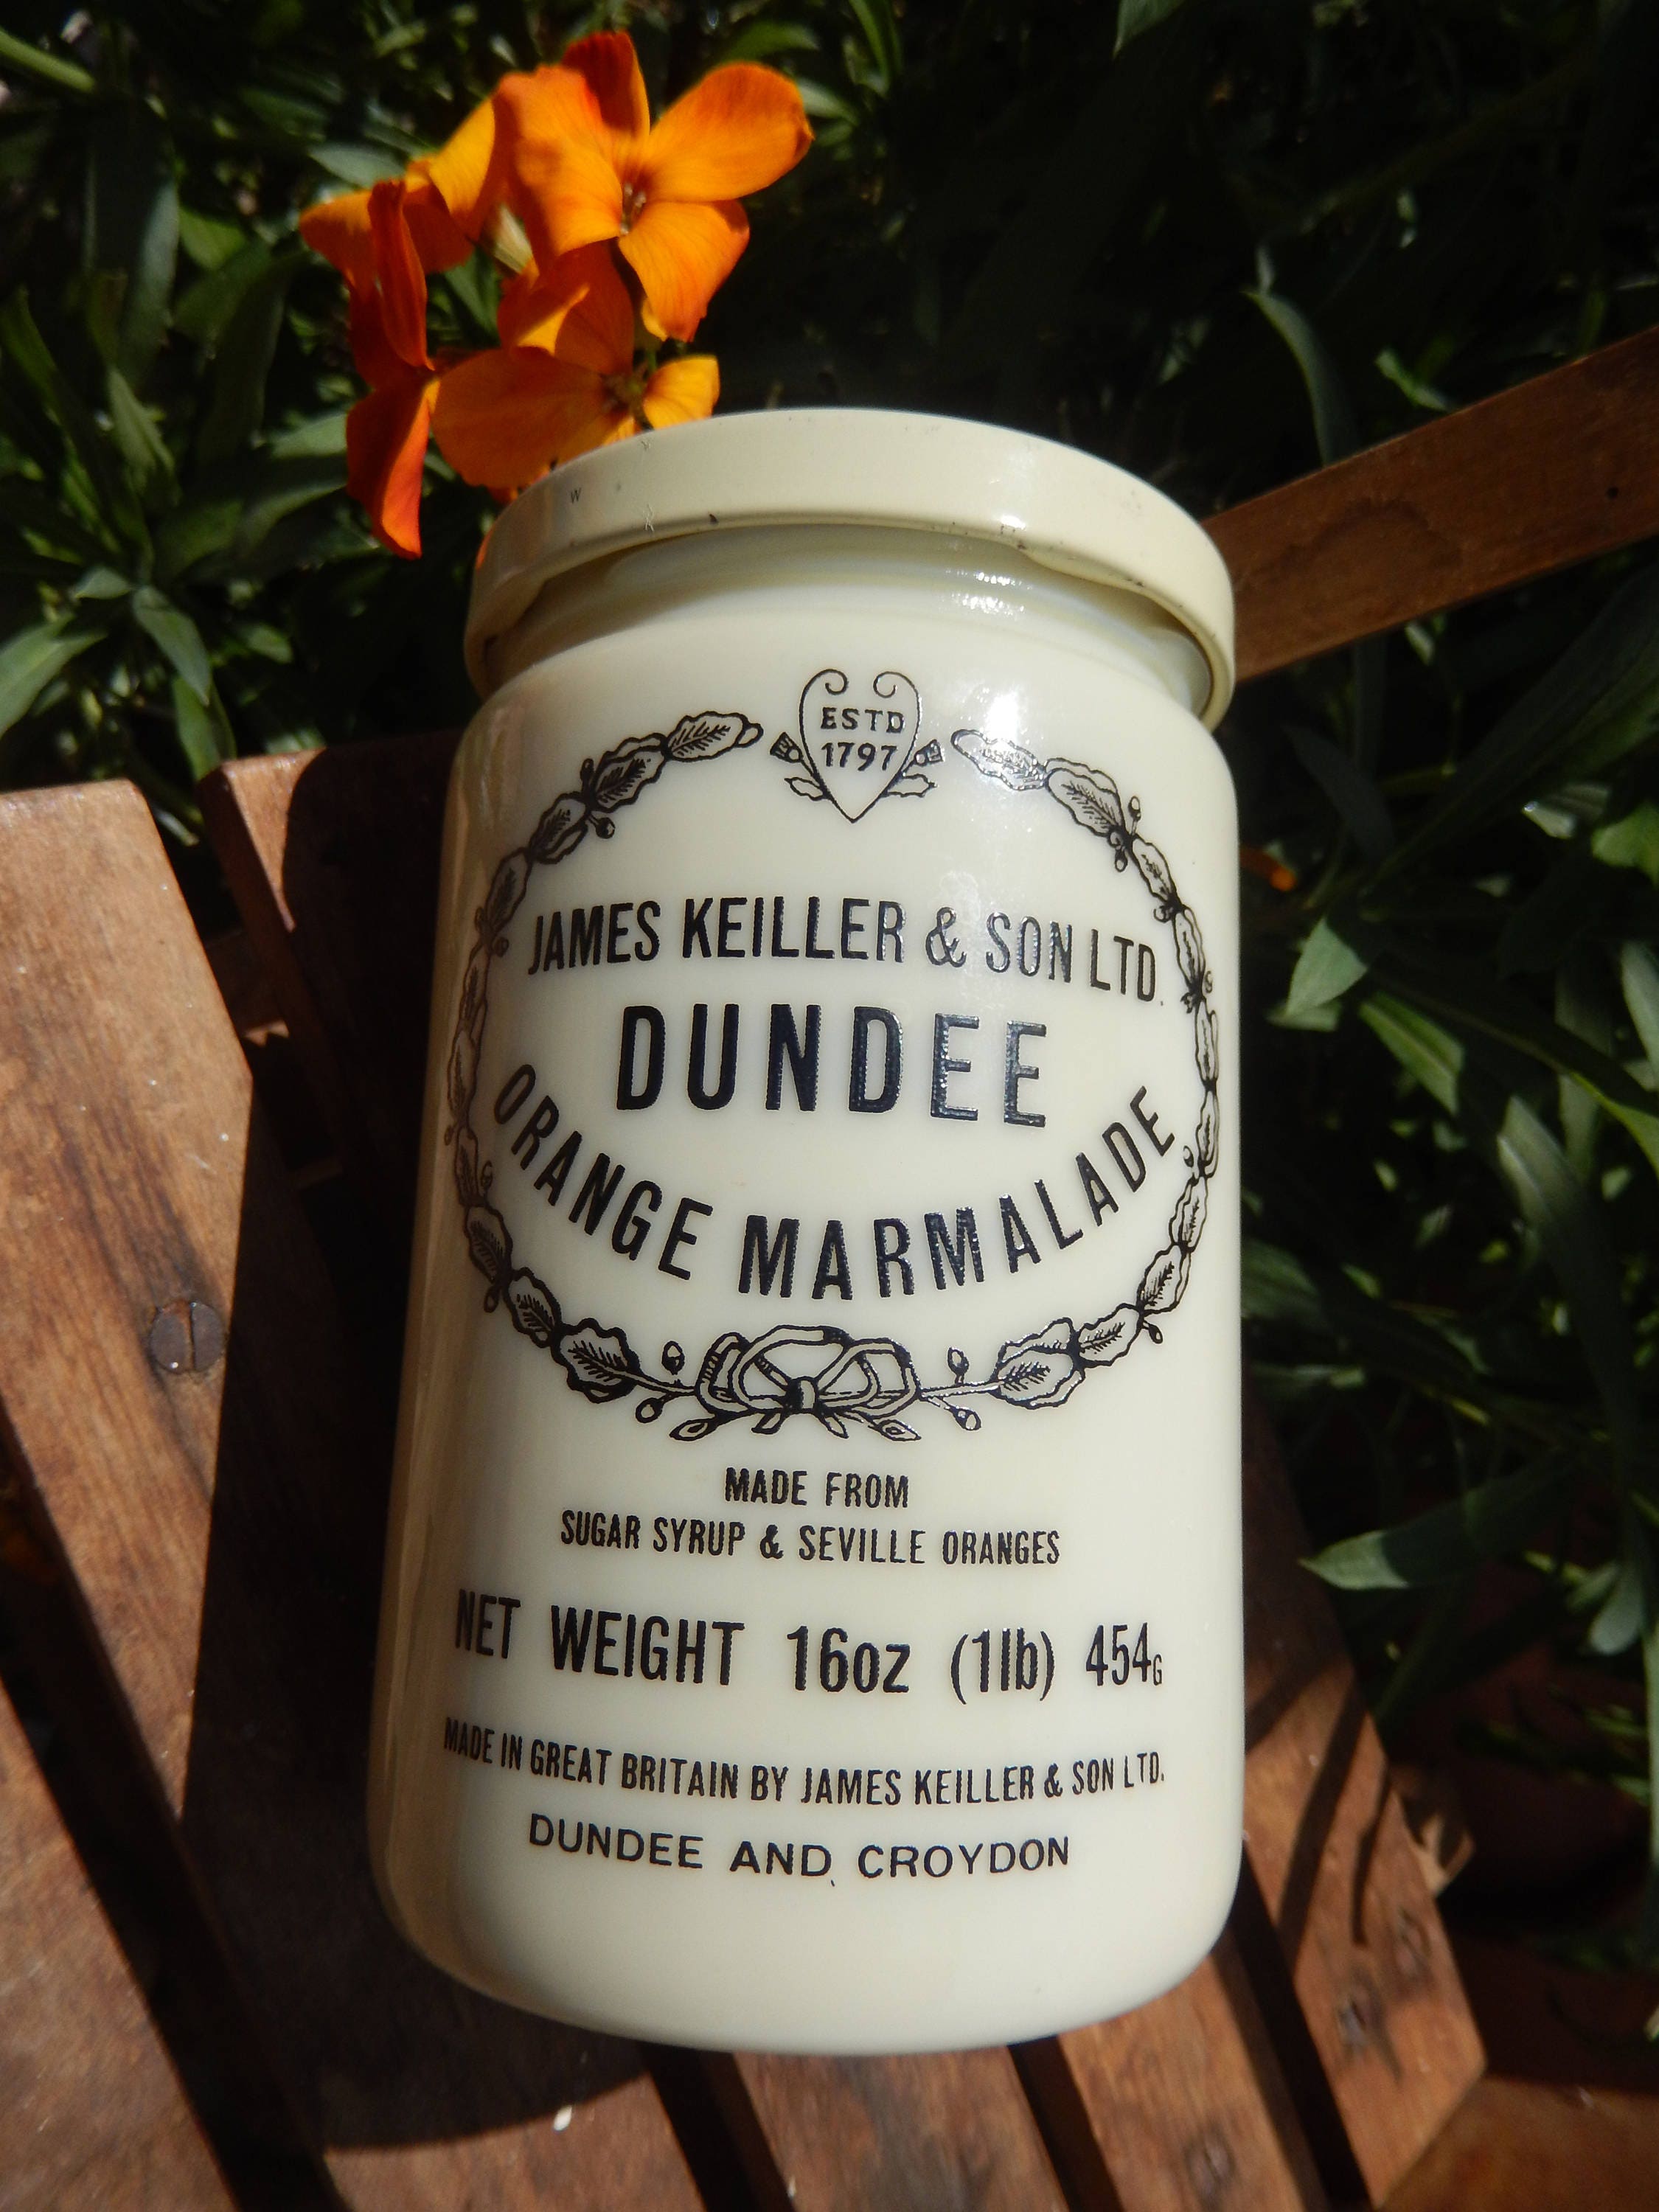 ESTD
1797
JAMES KEILLER & SON LTD.
DUNDEE
ORANGE MARMALADE
MADE FROM
SUGAR SYRUP & SEVILLE ORANGES
NET WEIGHT 16oz (1lb) 454G
MADE IN GREAT BRITAIN BY JAMES KEILLER & SON LTD.
DUNDEE AND CROYDON